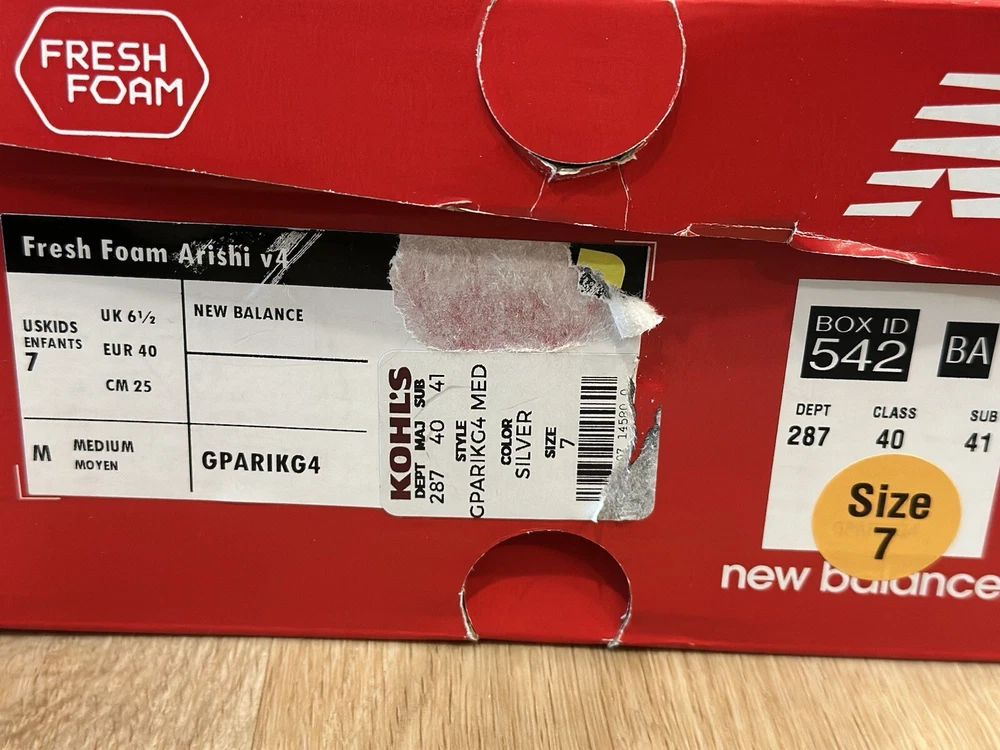 FRESH
FOAM
Fresh Foam Arishi v4
USKIDS
ENFANTS
7
UK 6½
EUR 40
CM 25
NEW BALANCE
M
MEDIUM
MOYEN
GPARIKG4
KOHL'S
DEPT MAJ SUB
287 40 41
STYLE
GPARIKG4 MED
COLOR
SILVER
SIZE
7
BOX ID
542
BA
DEPT CLASS SUB
287 40 41
Size
7
new balance